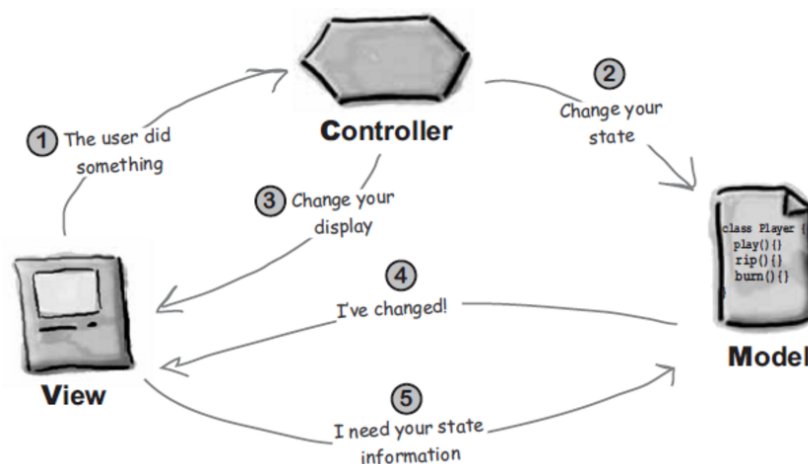 1 The user did
something
Controller
2
Change your
state
3 Change your
display
class Player {
play(){}
rip(){}
burn(){}
}
4
I've changed!
View
Model
5
I need your state
information